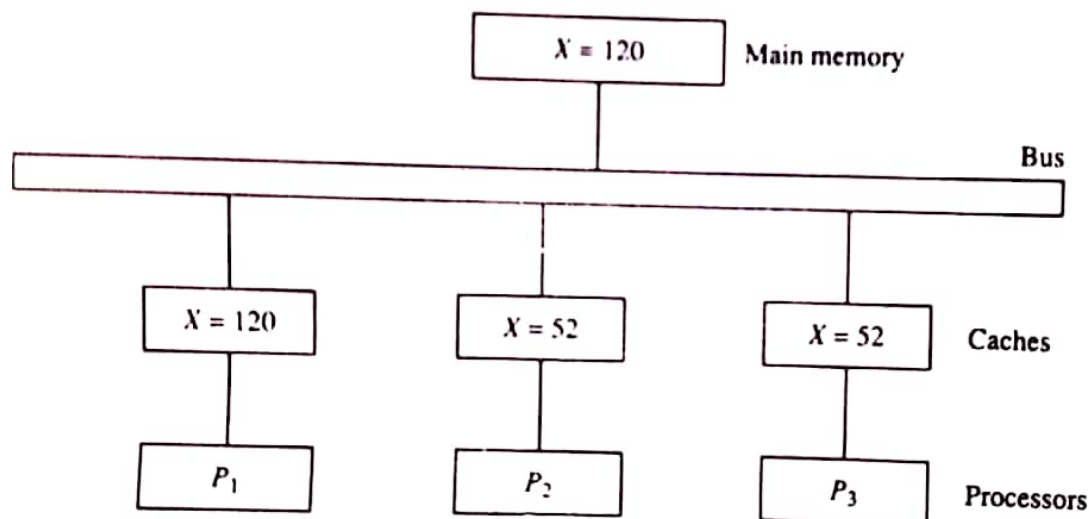 X = 120
Main memory
Bus
X = 120
X = 52
X = 52
Caches
P₁
P₂
P₃
Processors